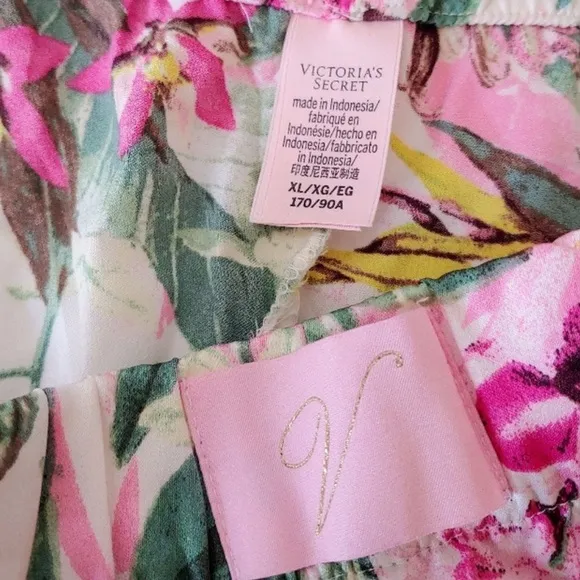 VICTORIA'S
SECRET
made in Indonesia/
fabriqué en
Indonésie/hecho en
Indonesia/fabbricato
in Indonesia/
印度尼西亚制造
XL/XG/EG
170/90A
V